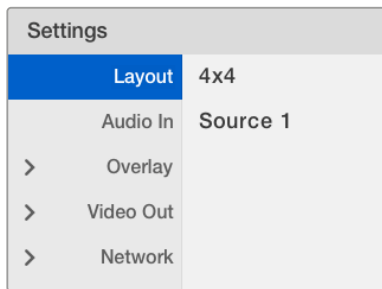 Settings
Layout 4x4
Audio In Source 1
Overlay
Video Out
Network